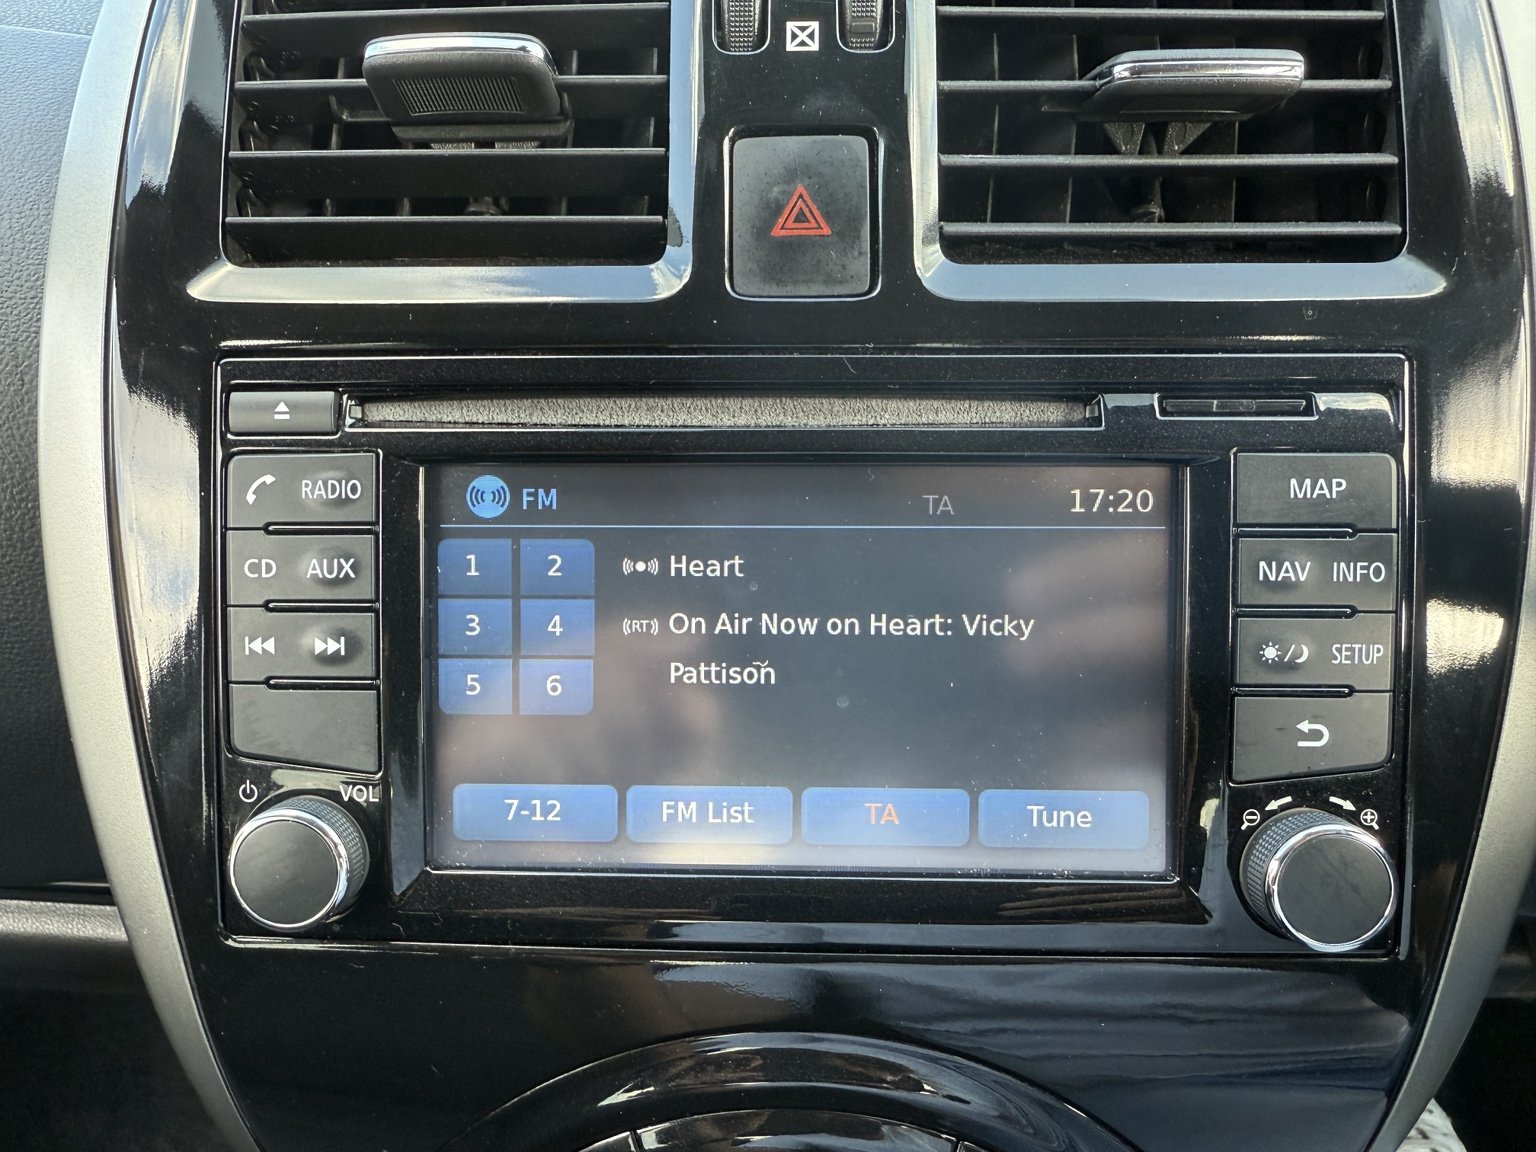 RADIO
CD AUX
VOL
FM TA 17:20
1 2
3 4
5 6
Heart
RT On Air Now on Heart: Vicky
Pattison
7-12 FM List TA Tune
MAP
NAV INFO
SETUP